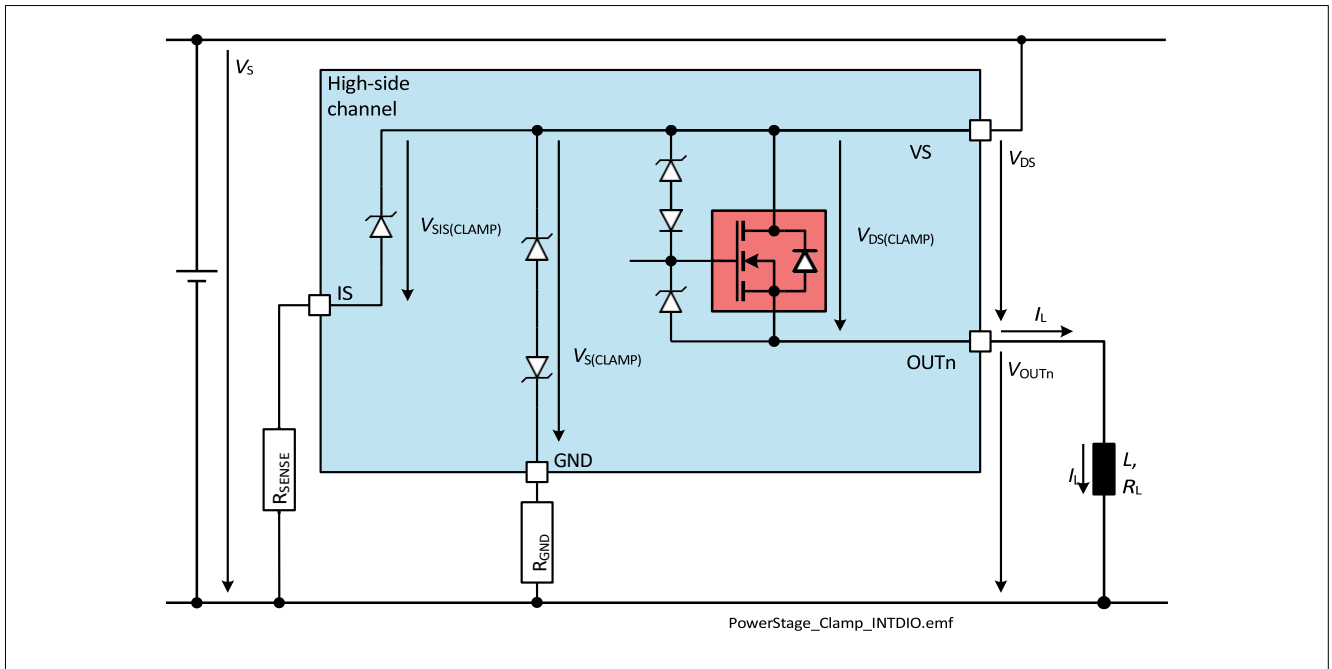 VS
High-side
channel
VS
VDS
VSIS(CLAMP)
VDS(CLAMP)
IS
IL
VS(CLAMP)
OUTn
VOUTn
GND
RSENSE
IL
L,
RL
RGND
PowerStage_Clamp_INTDIO.emf